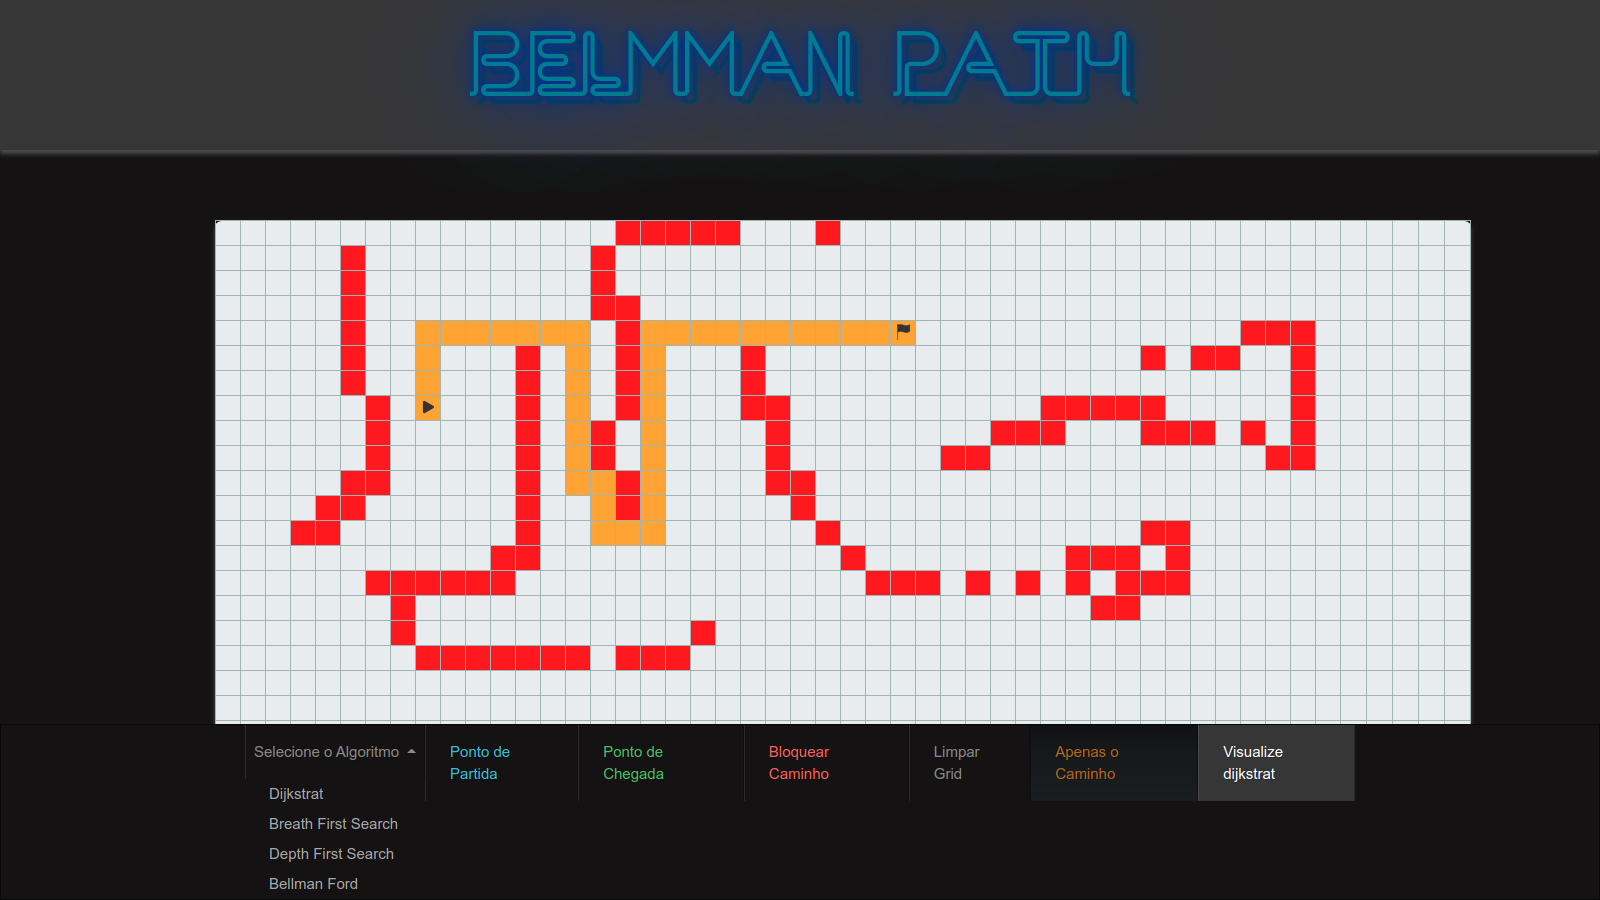 BELMMAN PATH
Selecione o Algoritmo
Dijkstrat
Breath First Search
Depth First Search
Bellman Ford
Ponto de
Partida
Ponto de
Chegada
Bloquear
Caminho
Limpar
Grid
Apenas o
Caminho
Visualize
dijkstrat